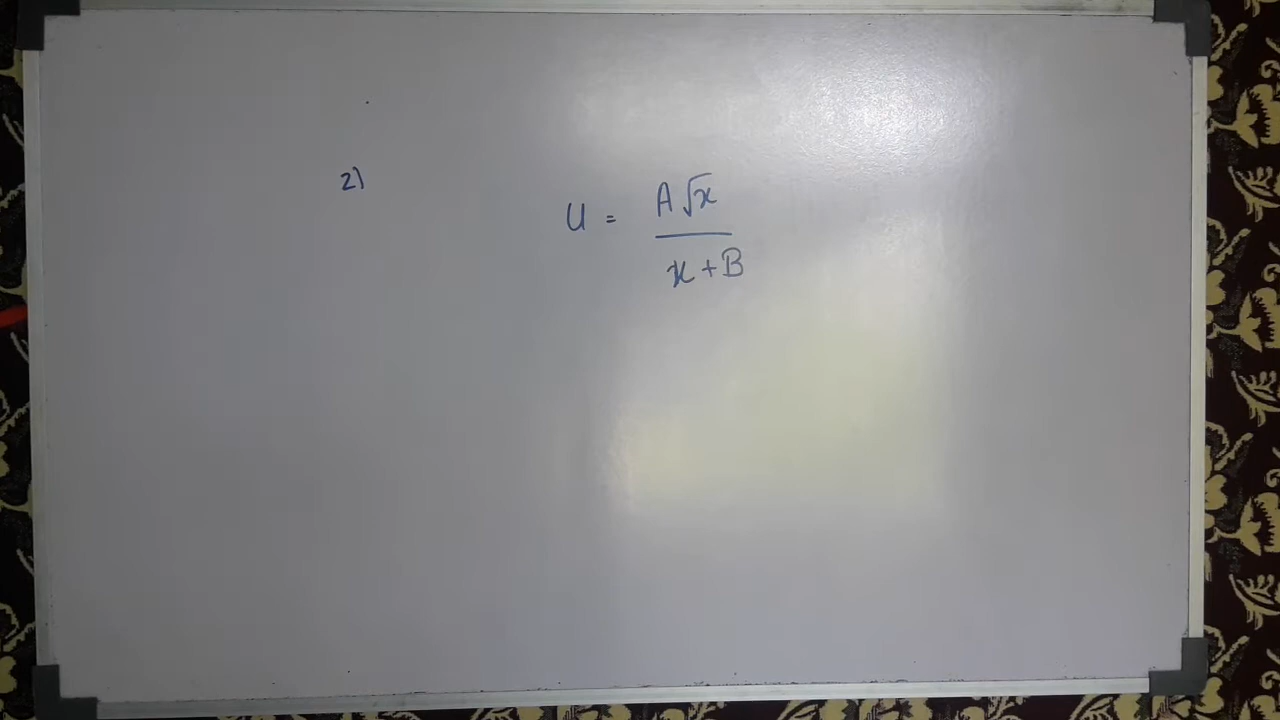 2)
U = A√x / x + B